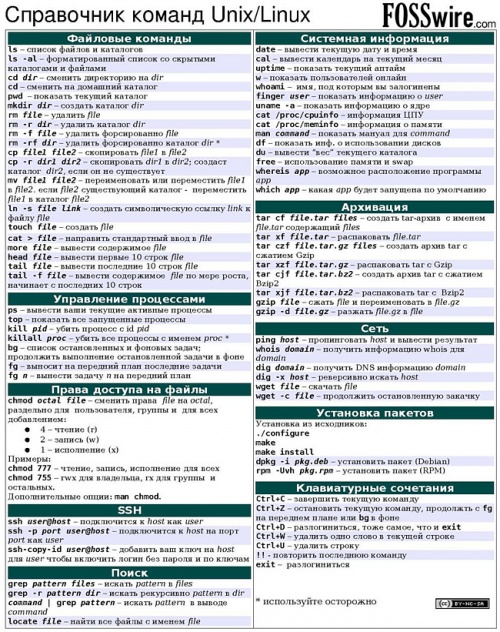 Справочник команд Unix/Linux
FOSSwire.com
Файловые команды
ls – список файлов и каталогов
ls -al – форматированный список со скрытыми
каталогами и файлами
cd dir – сменить директорию на dir
cd – сменить на домашний каталог
pwd – показать текущий каталог
mkdir dir – создать каталог dir
rm file – удалить file
rm -r dir – удалить каталог dir
rm -f file – удалить форсированно file
rm -rf dir – удалить форсированно каталог dir *
cp file1 file2 – скопировать file1 в file2
cp -r dir1 dir2 – скопировать dir1 в dir2; создаст
каталог dir2, если он не существует
mv file1 file2 – переименовать или переместить file1
в file2. если file2 существующий каталог - переместить
file1 в каталог file2
ln -s file link – создать символическую ссылку link к
файлу file
touch file – создать file
cat > file – направить стандартный ввод в file
more file – вывести содержимое file
head file – вывести первые 10 строк file
tail file – вывести последние 10 строк file
tail -f file – вывести содержимое file по мере роста,
начинает с последних 10 строк
Управление процессами
ps – вывести ваши текущие активные процессы
top – показать все запущенные процессы
kill pid – убить процесс с id pid
killall proc – убить все процессы с именем proc *
bg – список остановленных и фоновых задач;
продолжить выполнение остановленной задачи в фоне
fg – выносит на передний план последние задачи
fg n – вынести задачу n на передний план
Права доступа на файлы
chmod octal file – сменить права file на octal,
раздельно для пользователя, группы и для всех
добавлением:
● 4 – чтение (r)
● 2 – запись (w)
● 1 – исполнение (x)
Примеры:
chmod 777 – чтение, запись, исполнение для всех
chmod 755 – rwx для владельца, rx для группы и
остальных.
Дополнительные опции: man chmod.
SSH
ssh user@host – подключится к host как user
ssh -p port user@host – подключится к host на порт
port как user
ssh-copy-id user@host – добавить ваш ключ на host
для user чтобы включить логин без пароля и по ключам
Поиск
grep pattern files – искать pattern в files
grep -r pattern dir – искать рекурсивно pattern в dir
command | grep pattern – искать pattern в выводе
command
locate file – найти все файлы с именем file
Системная информация
date – вывести текущую дату и время
cal – вывести календарь на текущий месяц
uptime – показать текущий аптайм
w – показать пользователей онлайн
whoami – имя, под которым вы залогинены
finger user – показать информацию о user
uname -a – показать информацию о ядре
cat /proc/cpuinfo – информация ЦПУ
cat /proc/meminfo – информация о памяти
man command – показать мануал для command
df – показать инф. о использовании дисков
du – вывести "вес" текущего каталога
free – использование памяти и swap
whereis app – возможное расположение программы
app
which app – какая app будет запущена по умолчанию
Архивация
tar cf file.tar files – создать tar-архив с именем
file.tar содержащий files
tar xf file.tar – распаковать file.tar
tar czf file.tar.gz files – создать архив tar с
сжатием Gzip
tar xzf file.tar.gz – распаковать tar с Gzip
tar cjf file.tar.bz2 – создать архив tar с сжатием
Bzip2
tar xjf file.tar.bz2 – распаковать tar с Bzip2
gzip file – сжать file и переименовать в file.gz
gzip -d file.gz – разжать file.gz в file
Сеть
ping host – пропинговать host и вывести результат
whois domain – получить информацию whois для
domain
dig domain – получить DNS информацию domain
dig -x host – реверсивно искать host
wget file – скачать file
wget -c file – продолжить остановленную закачку
Установка пакетов
Установка из исходников:
./configure
make
make install
dpkg -i pkg.deb – установить пакет (Debian)
rpm -Uvh pkg.rpm – установить пакет (RPM)
Клавиатурные сочетания
Ctrl+C – завершить текущую команду
Ctrl+Z – остановить текущую команду, продолжть с fg
на переднем плане или bg в фоне
Ctrl+D – разлогиниться, тоже самое, что и exit
Ctrl+W – удалить одно слово в текущей строке
Ctrl+U – удалить строку
!! - повторить последнюю команду
exit – разлогиниться
* используйте осторожно
cc BY-NC-SA